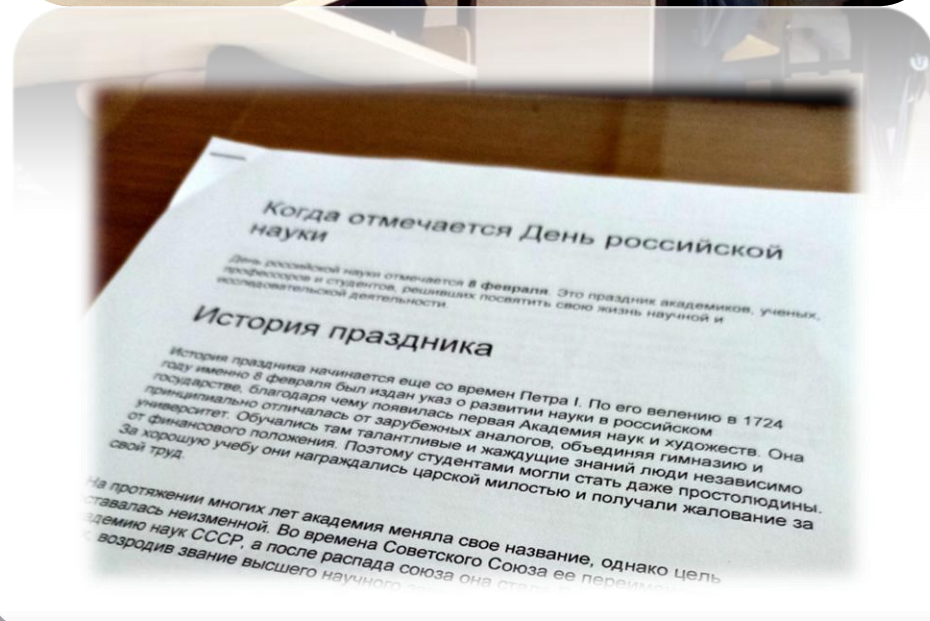 Когда отмечается День российской
науки
День российской науки отмечается 8 февраля. Это праздник академиков, ученых,
профессоров и студентов, решивших посвятить свою жизнь научной и
исследовательской деятельности.
История праздника
История праздника начинается еще со времен Петра I. По его велению в 1724
году именно 8 февраля был издан указ о развитии науки в российском
государстве, благодаря чему появилась первая Академия наук и художеств. Она
принципиально отличалась от зарубежных аналогов, объединяя гимназию и
университет. Обучались там талантливые и жаждущие знаний люди независимо
от финансового положения. Поэтому студентами могли стать даже простолюдины.
За хорошую учебу они награждались царской милостью и получали жалование за
свой труд.
На протяжении многих лет академия меняла свое название, однако цель
ставалась неизменной. Во времена Советского Союза ее
адемию наук СССР, а после распада союза она
возродив звание высшего научного